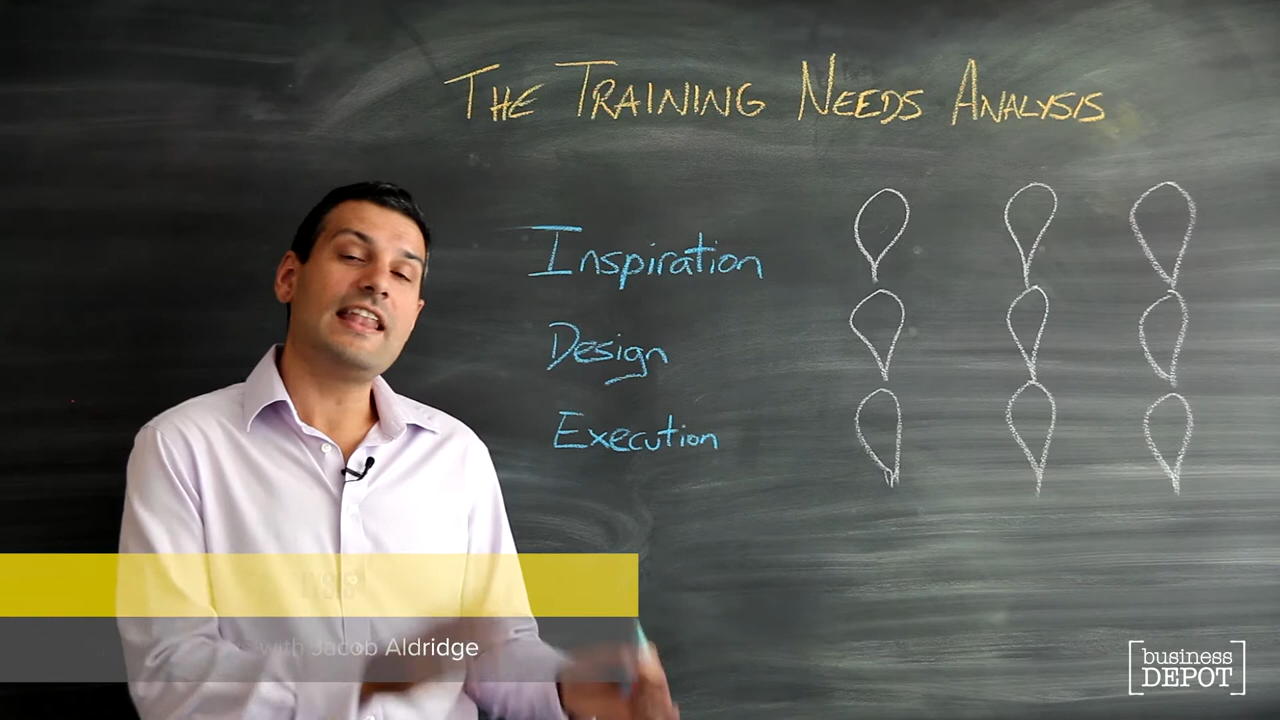 THE TRAINING NEEDS ANALYSIS
Inspiration
Design
Execution
with Jacob Aldridge
business
DEPOT